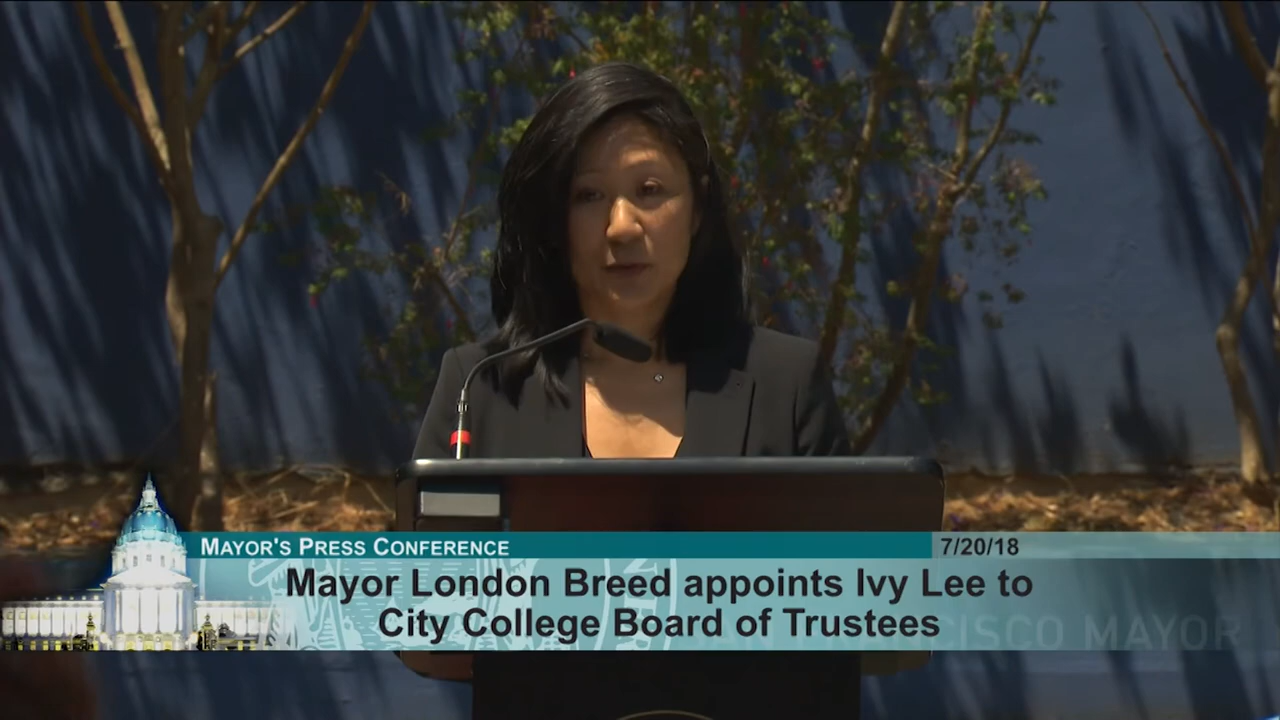 MAYOR'S PRESS CONFERENCE
7/20/18
Mayor London Breed appoints Ivy Lee to
City College Board of Trustees
CISCO MAYOR